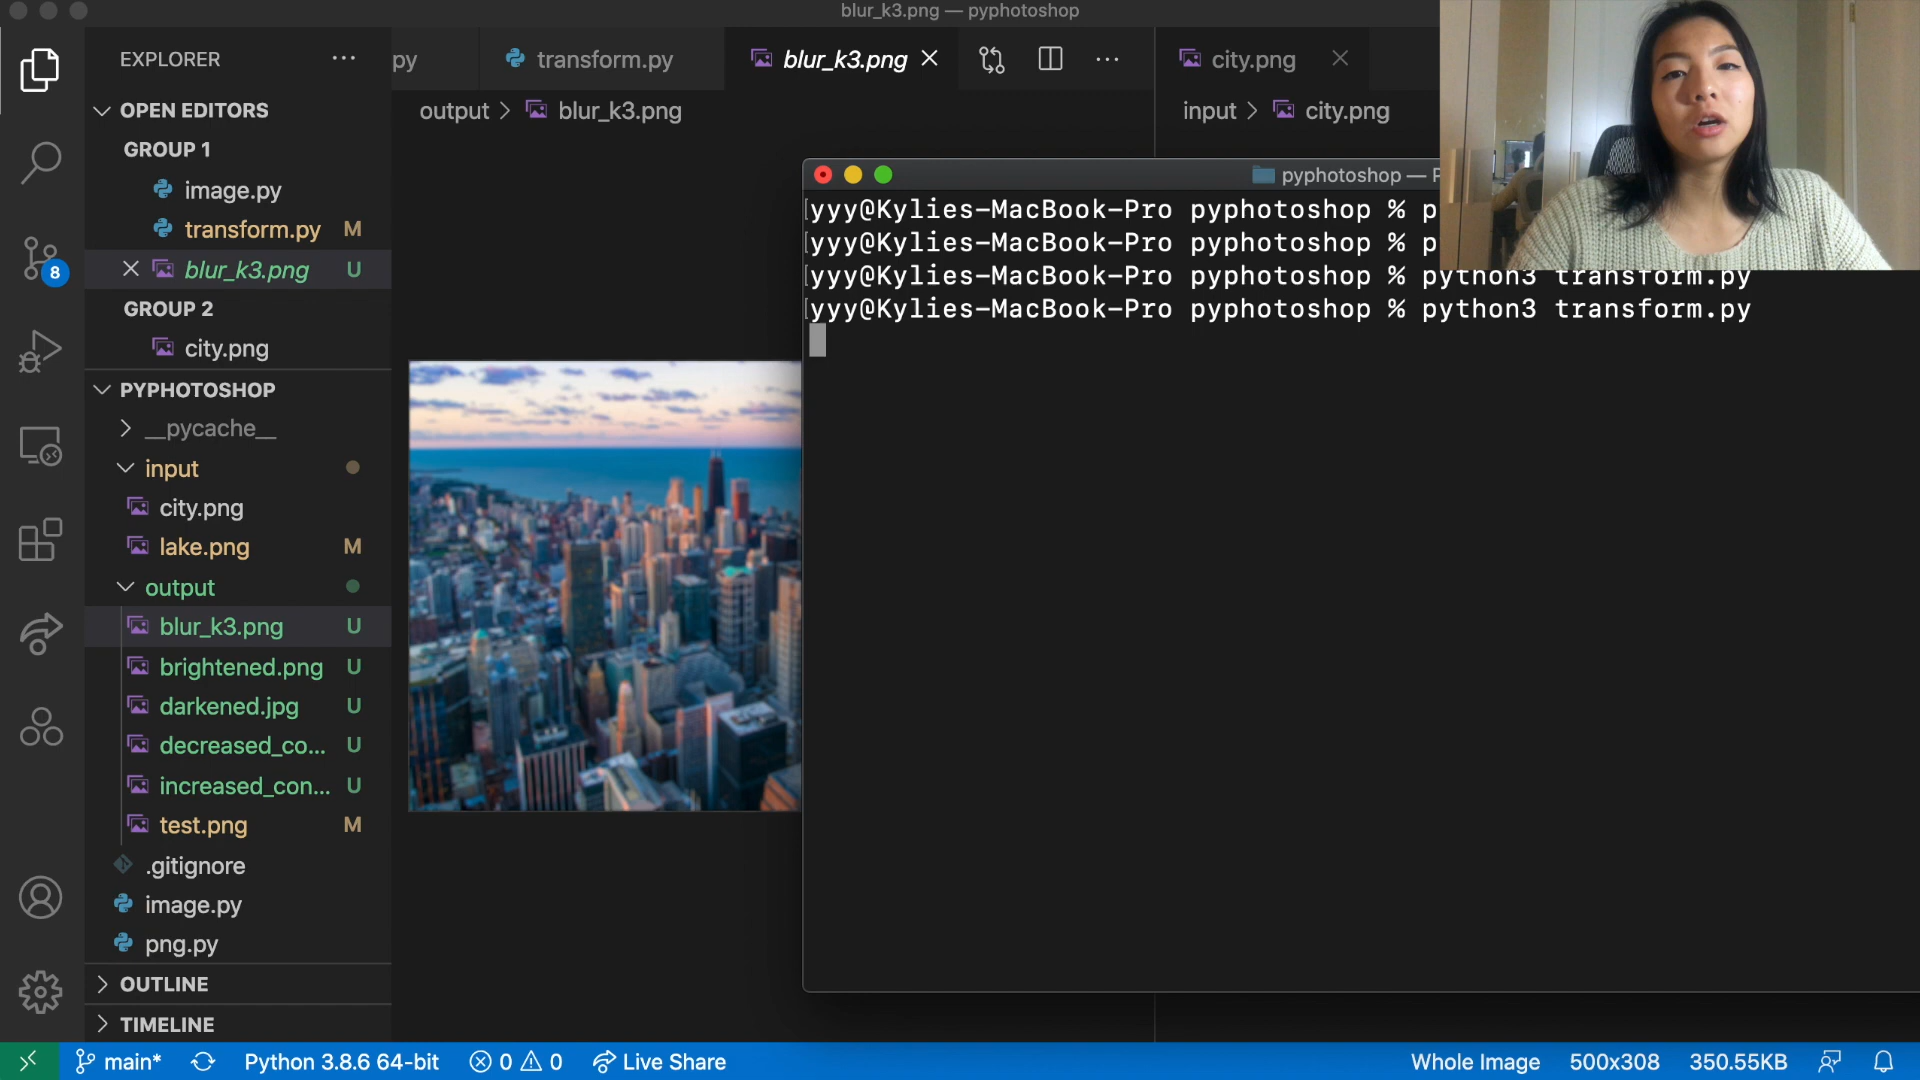 blur_k3.png — pyphotoshop
EXPLORER
OPEN EDITORS
GROUP 1
image.py
transform.py M
blur_k3.png U
GROUP 2
city.png
PYPHOTOSHOP
__pycache__
input
city.png
lake.png M
output
blur_k3.png U
brightened.png U
darkened.jpg U
decreased_co... U
increased_con... U
test.png M
.gitignore
image.py
png.py
OUTLINE
TIMELINE
8
py
transform.py
blur_k3.png
output > blur_k3.png
city.png
input > city.png
pyphotoshop —
yyy@Kylies-MacBook-Pro pyphotoshop % p
yyy@Kylies-MacBook-Pro pyphotoshop % p
yyy@Kylies-MacBook-Pro pyphotoshop % python3 transform.py
yyy@Kylies-MacBook-Pro pyphotoshop % python3 transform.py
main* Python 3.8.6 64-bit 0 0 Live Share Whole Image 500x308 350.55KB